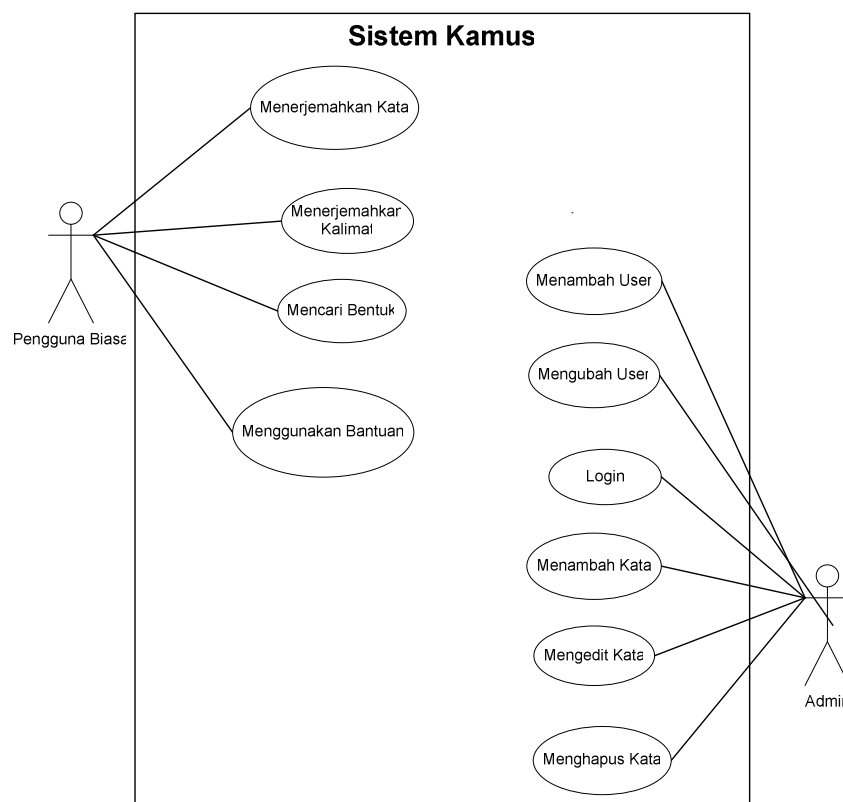 Sistem Kamus
Menerjemahkan Kata
Menerjemahkan
Kalimat
Mencari Bentuk
Menggunakan Bantuan
Pengguna Biasa
Menambah User
Mengubah User
Login
Menambah Kata
Mengedit Kata
Menghapus Kata
Admin